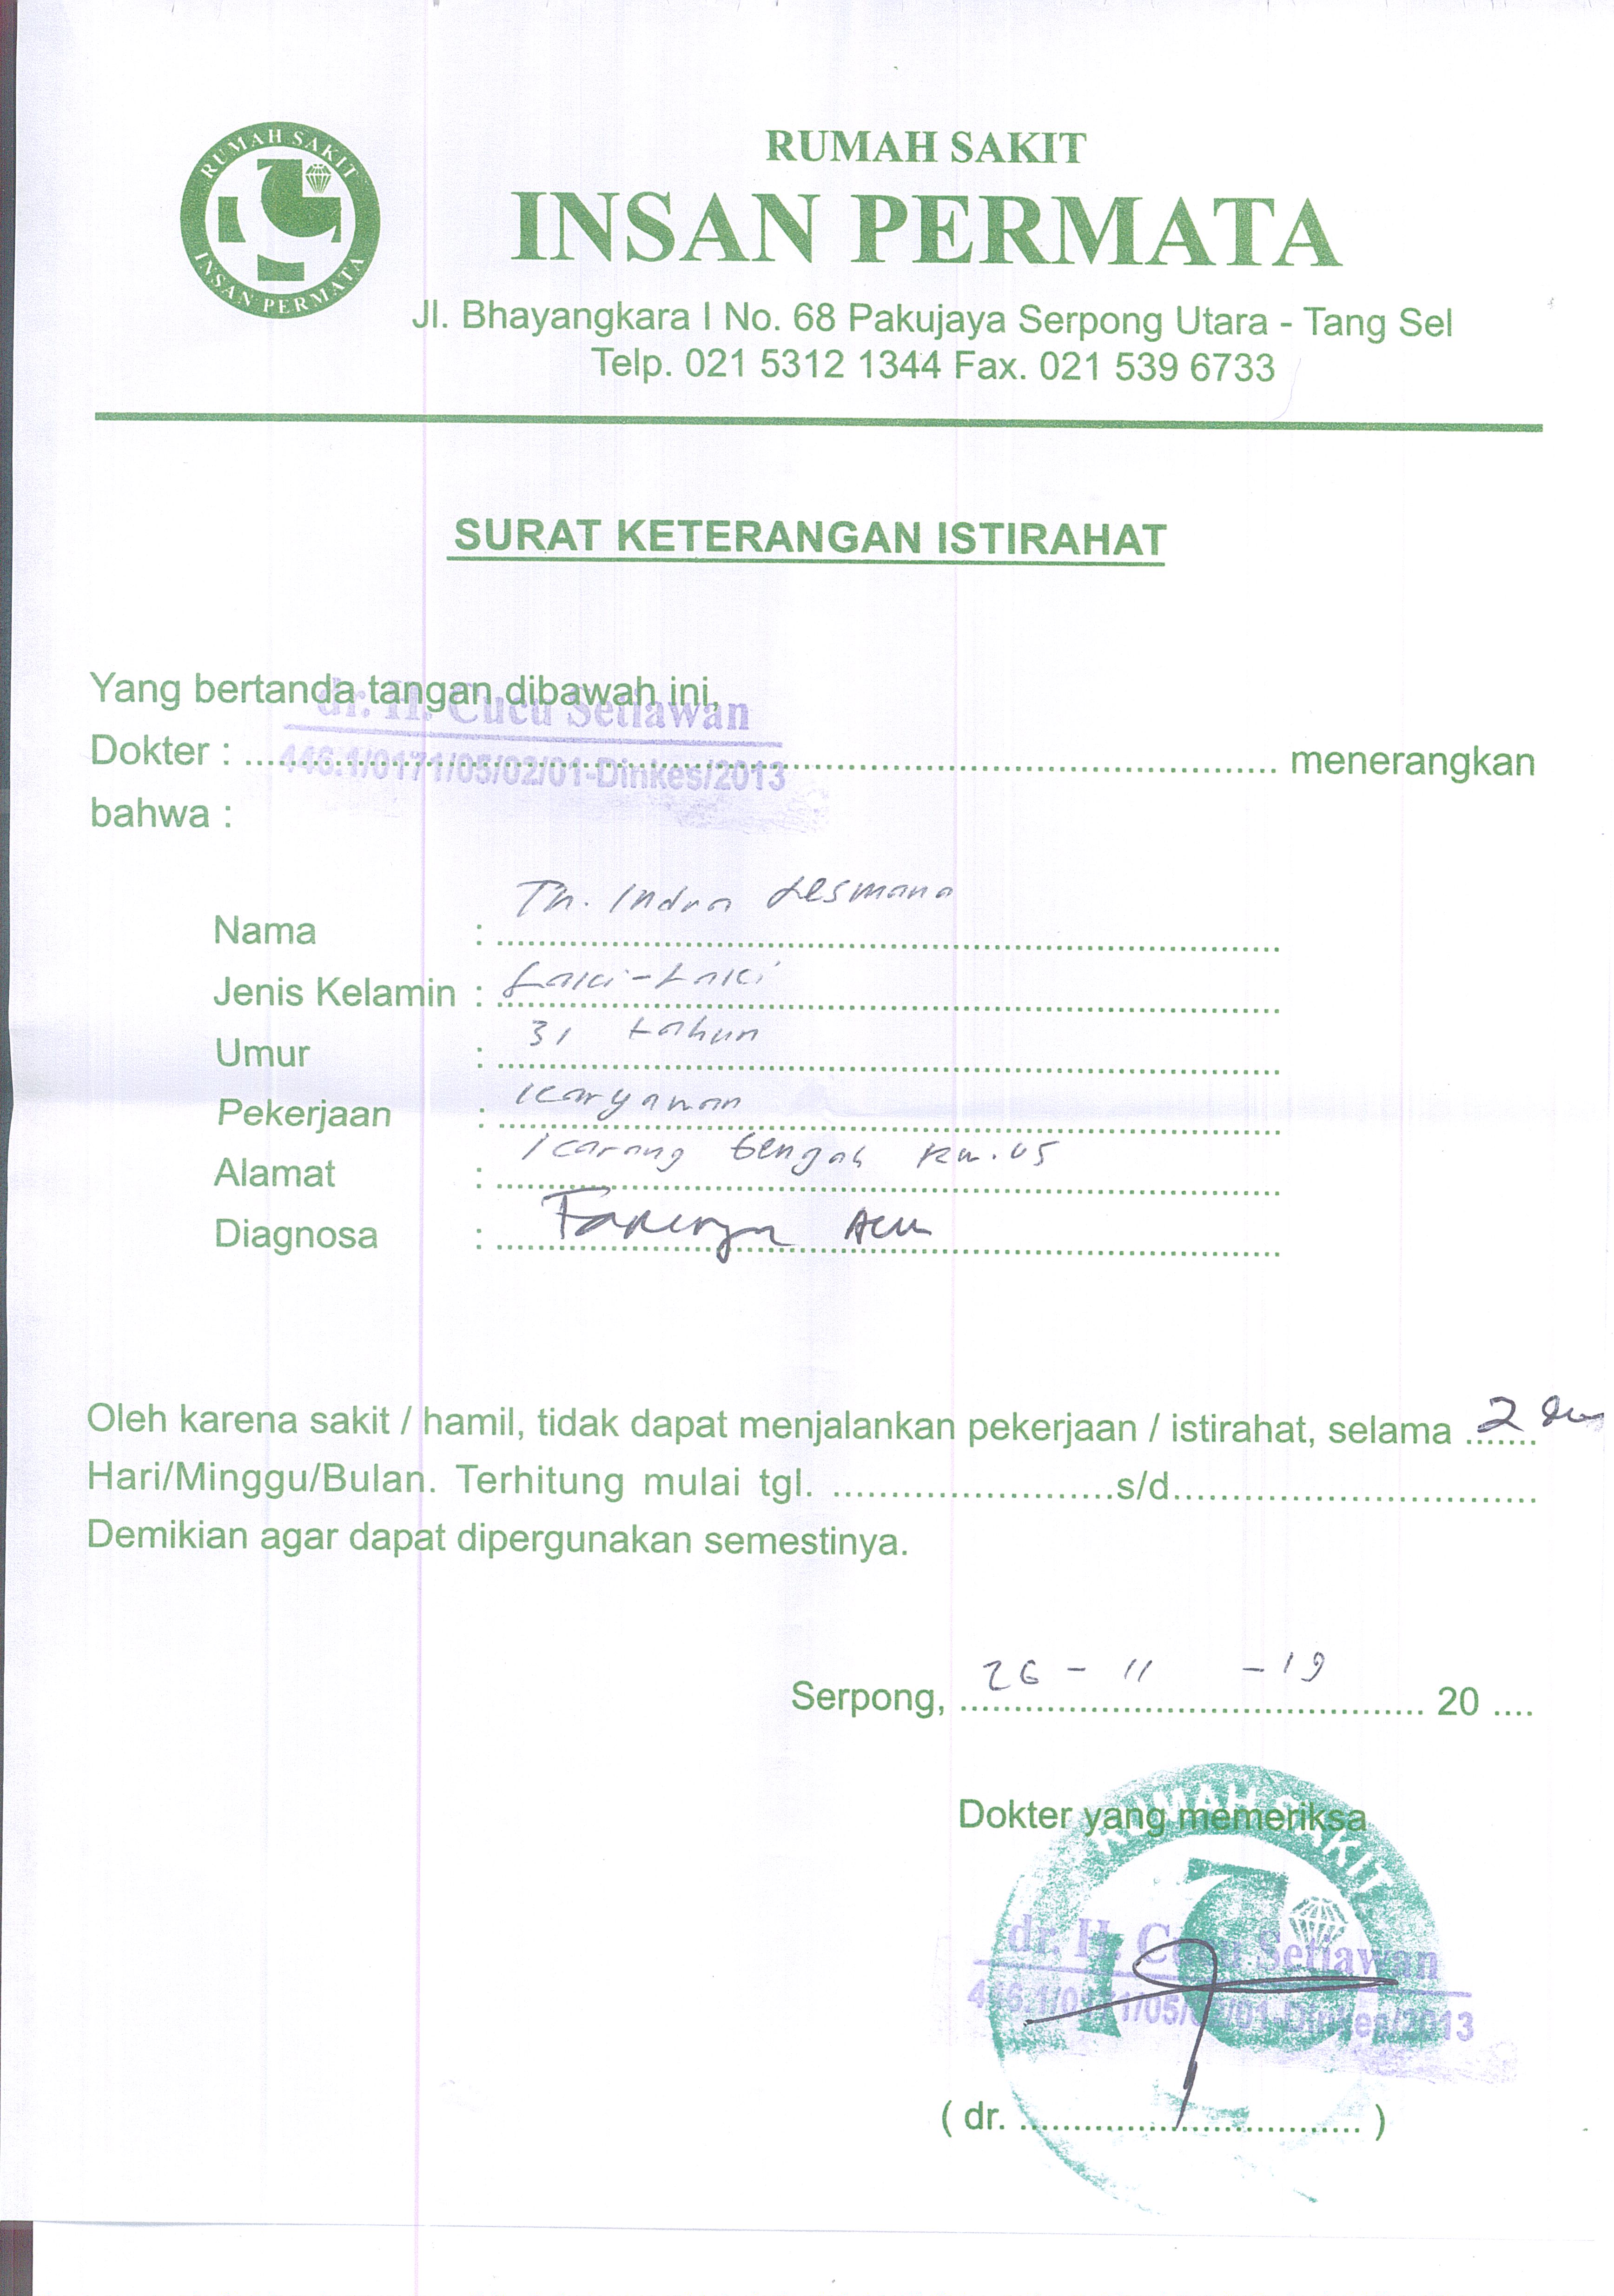 RUMAH SAKIT
INSAN PERMATA
RUMAH SAKIT
INSAN PERMATA
Jl. Bhayangkara I No. 68 Pakujaya Serpong Utara - Tang Sel
Telp. 021 5312 1344 Fax. 021 539 6733
SURAT KETERANGAN ISTIRAHAT
Yang bertanda tangan dibawah ini,
dr. H. Cucu Setiawan
Dokter : ........................................ menerangkan
446.1/0171/05/02/01-Dinkes/2013
bahwa :
Nama : Tn. Indra Lesmana
Jenis Kelamin : Laki-Laki
Umur : 31 tahun
Pekerjaan : Karyawan
Alamat : Karang tengah Rw.05
Diagnosa :
Oleh karena sakit / hamil, tidak dapat menjalankan pekerjaan / istirahat, selama 2
Hari/Minggu/Bulan. Terhitung mulai tgl. ........................s/d................................
Demikian agar dapat dipergunakan semestinya.
Serpong, 26 - 11 - 19 20 ....
Dokter yang memeriksa
RUMAH SAKIT
dr. H. Cucu Setiawan
446.1/0171/05/02/01-Dinkes/2013
( dr. ................................ )